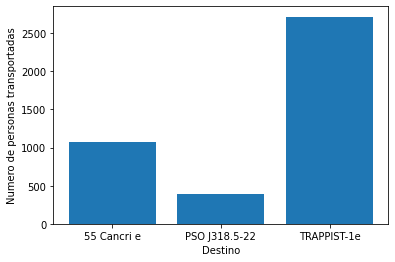 Numero de personas transportadas
2500
2000
1500
1000
500
0
55 Cancri e
PSO J318.5-22
TRAPPIST-1e
Destino